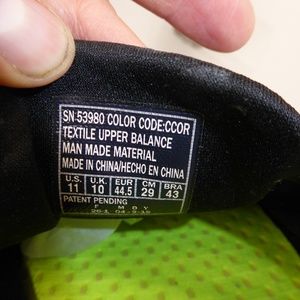 SN 53980 COLOR CODE:CCOR
TEXTILE UPPER BALANCE
MAN MADE MATERIAL
MADE IN CHINA/HECHO EN CHINA
U.S. U.K. EUR CM BRA
11 10 44.5 29 43
PATENT PENDING
F M D Y